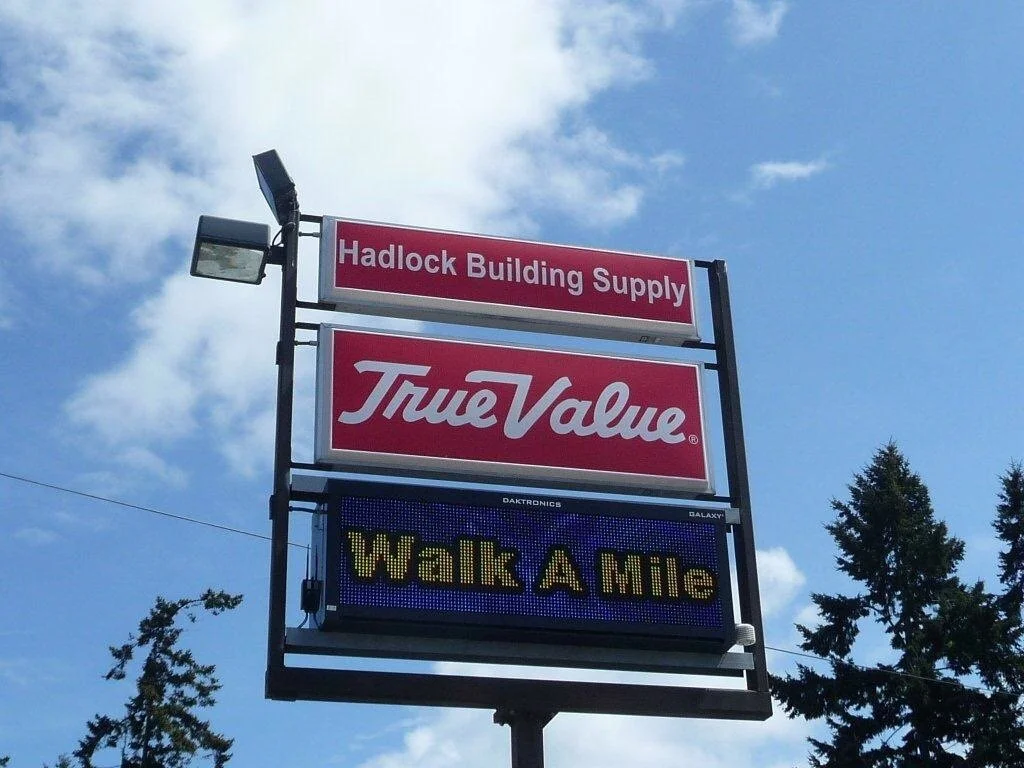 Hadlock Building Supply
True Value®
DAKTRONICS
GALAXY®
Walk A Mile